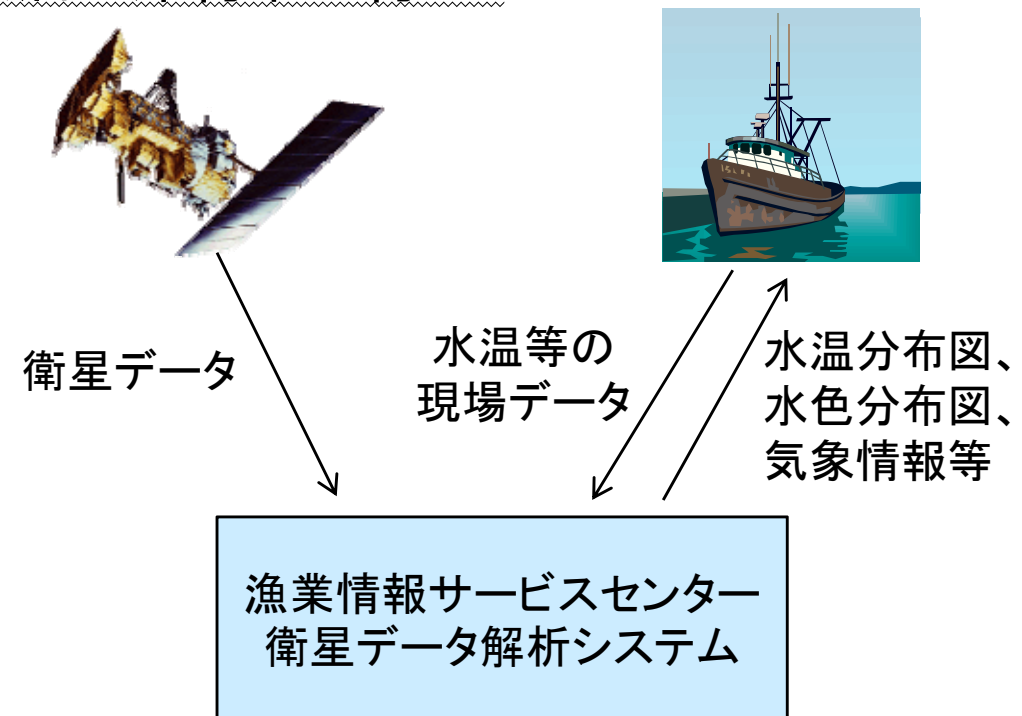 衛星データ
水温等の
現場データ
水温分布図、
水色分布図、
気象情報等
漁業情報サービスセンター
衛星データ解析システム